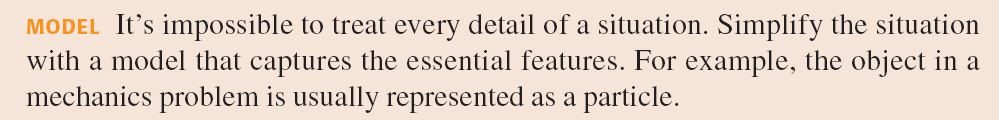 MODEL It’s impossible to treat every detail of a situation. Simplify the situation
with a model that captures the essential features. For example, the object in a
mechanics problem is usually represented as a particle.